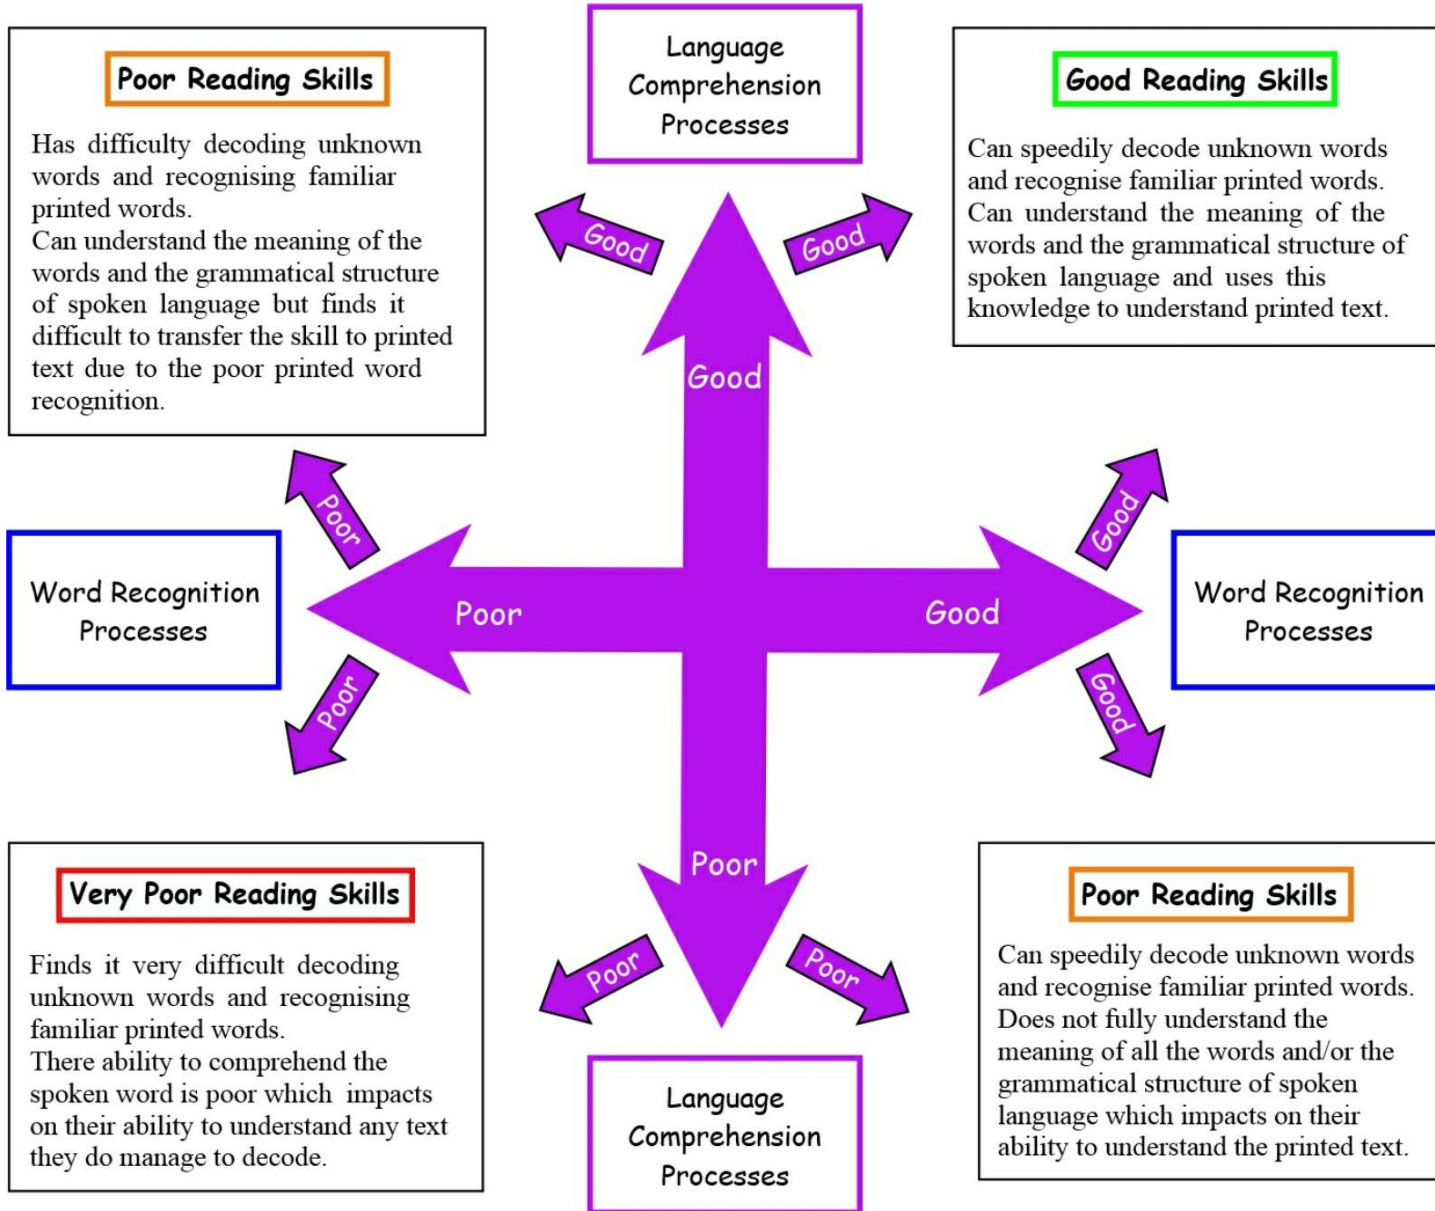 Language
Comprehension
Processes
Poor Reading Skills
Has difficulty decoding unknown
words and recognising familiar
printed words.
Can understand the meaning of the
words and the grammatical structure
of spoken language but finds it
difficult to transfer the skill to printed
text due to the poor printed word
recognition.
Good Reading Skills
Can speedily decode unknown words
and recognise familiar printed words.
Can understand the meaning of the
words and the grammatical structure of
spoken language and uses this
knowledge to understand printed text.
Good
Good
Good
Poor
Good
Word Recognition
Processes
Poor
Good
Word Recognition
Processes
Poor
Good
Poor
Poor
Poor
Very Poor Reading Skills
Finds it very difficult decoding
unknown words and recognising
familiar printed words.
There ability to comprehend the
spoken word is poor which impacts
on their ability to understand any text
they do manage to decode.
Poor Reading Skills
Can speedily decode unknown words
and recognise familiar printed words.
Does not fully understand the
meaning of all the words and/or the
grammatical structure of spoken
language which impacts on their
ability to understand the printed text.
Language
Comprehension
Processes